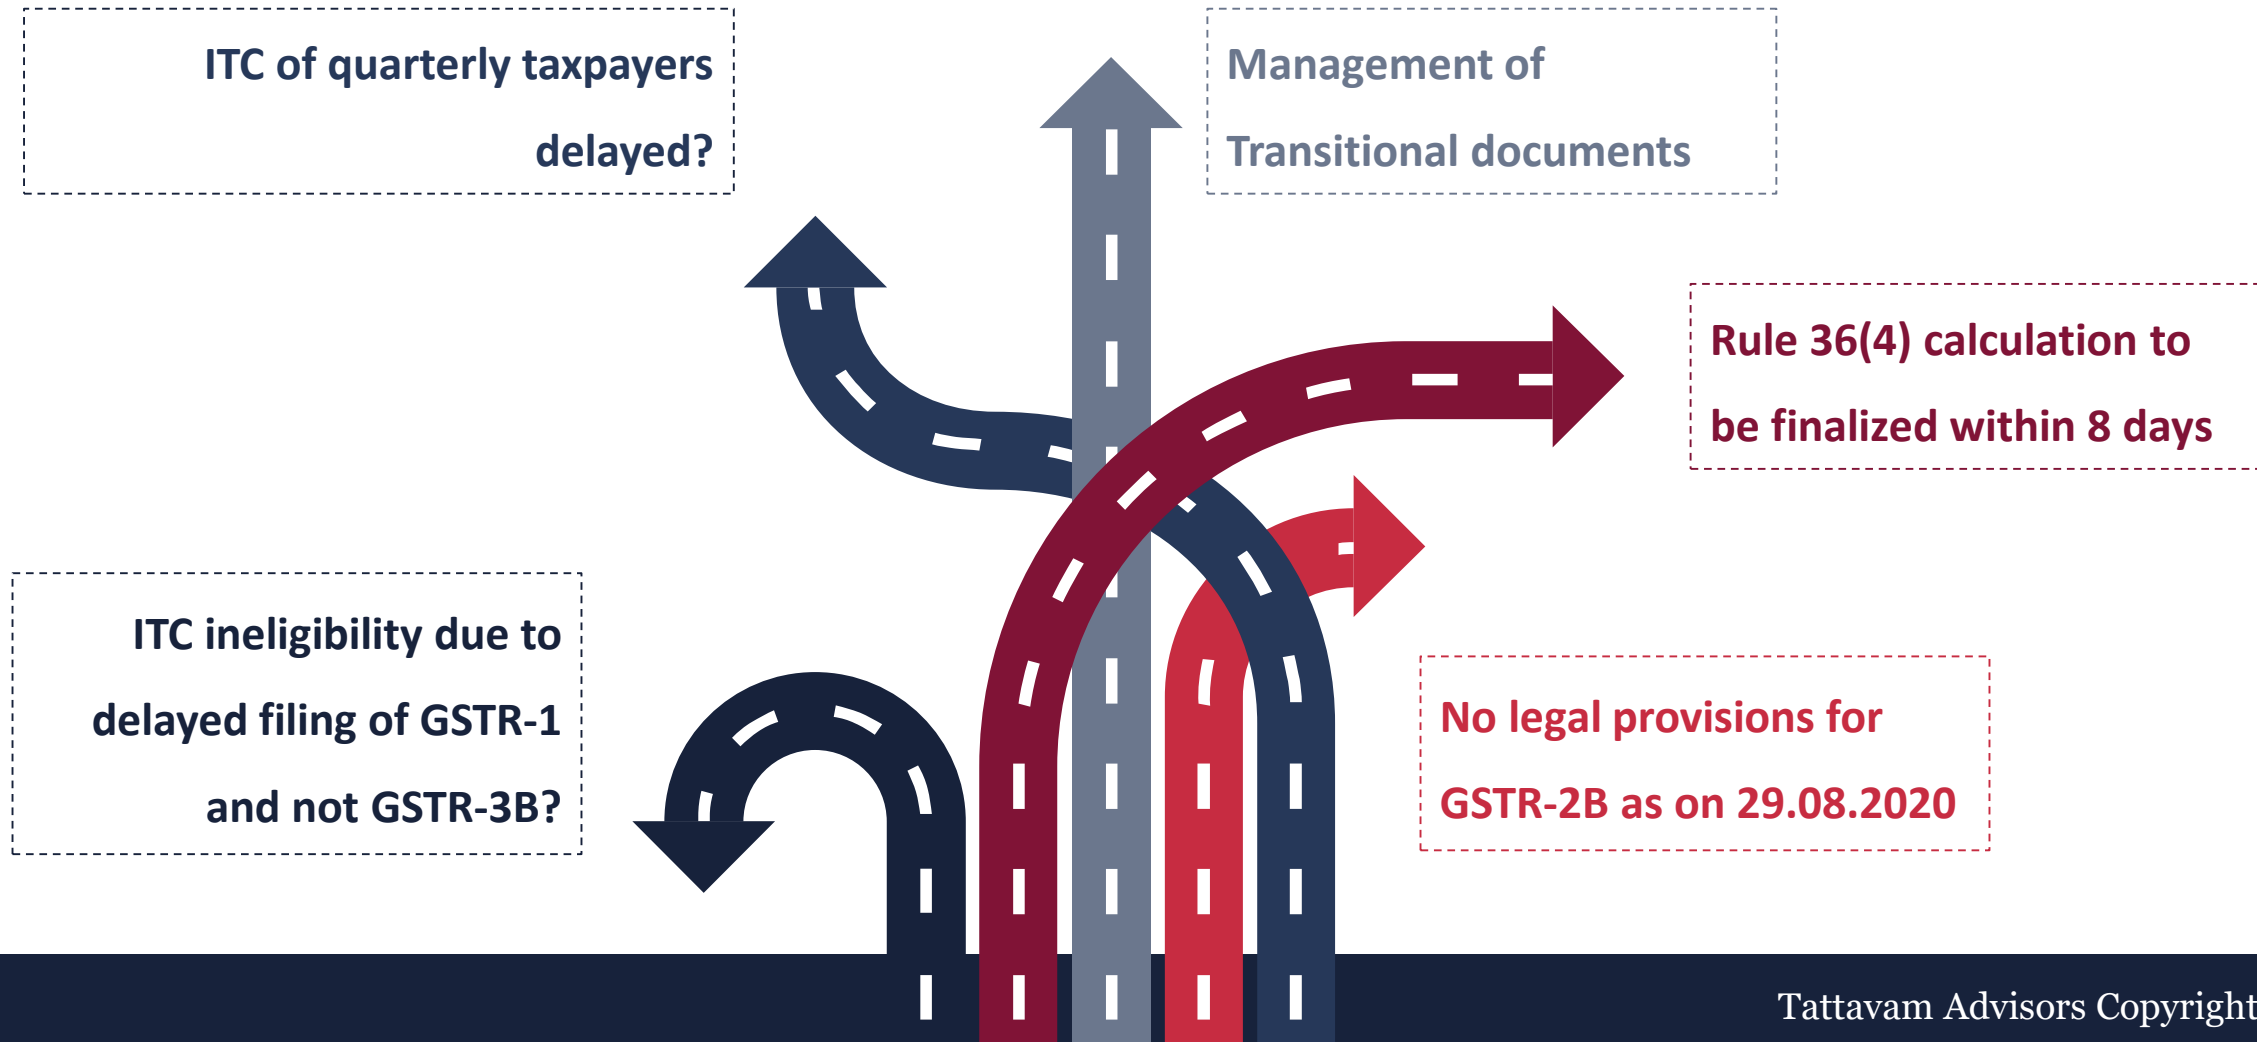 ITC of quarterly taxpayers
delayed?
Management of
Transitional documents
Rule 36(4) calculation to
be finalized within 8 days
ITC ineligibility due to
delayed filing of GSTR-1
and not GSTR-3B?
No legal provisions for
GSTR-2B as on 29.08.2020
Tattavam Advisors Copyright